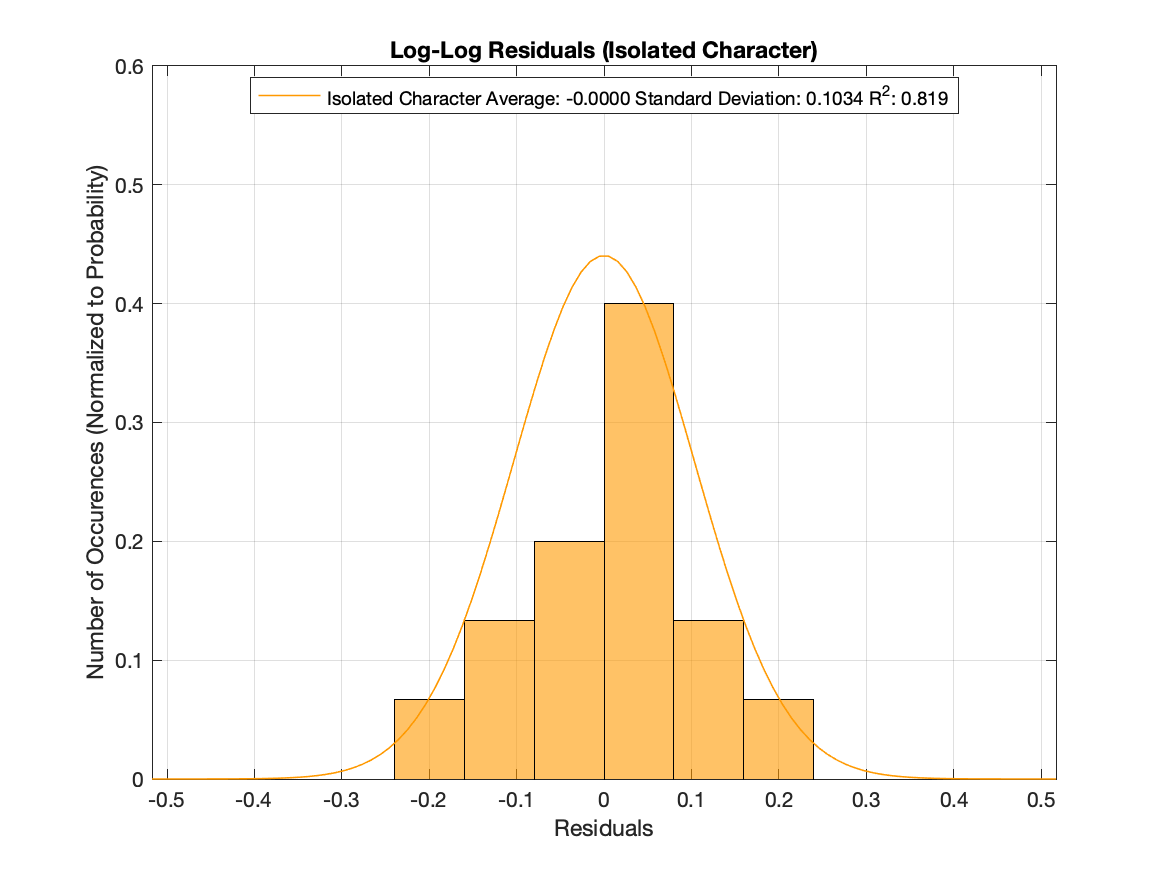 Log-Log Residuals (Isolated Character)
Isolated Character Average: -0.0000 Standard Deviation: 0.1034 R²: 0.819
Number of Occurences (Normalized to Probability)
0.6
0.5
0.4
0.3
0.2
0.1
0
-0.5 -0.4 -0.3 -0.2 -0.1 0 0.1 0.2 0.3 0.4 0.5
Residuals